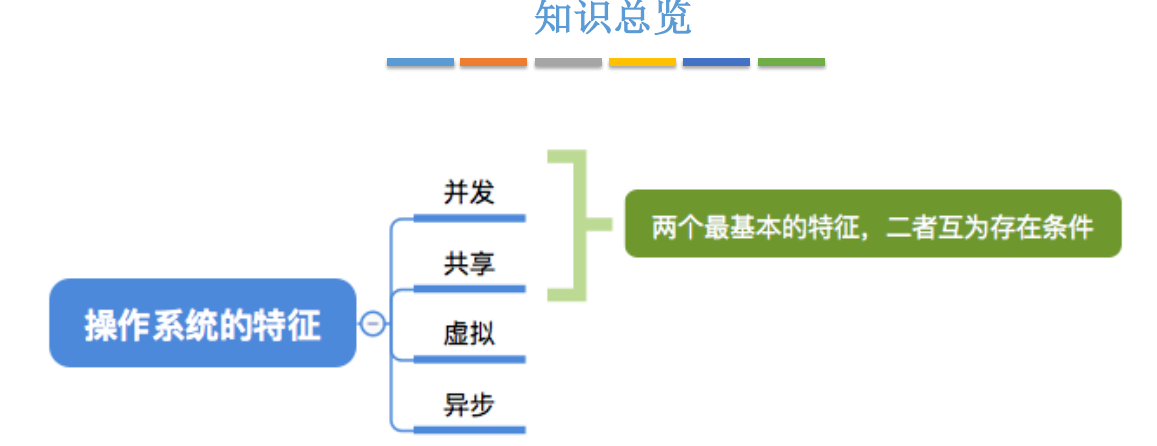 知识总览
并发
共享
虚拟
异步
操作系统的特征
两个最基本的特征，二者互为存在条件